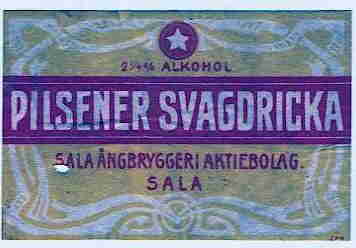 2¼% ALKOHOL
PILSENER SVAGDRICKA
SALA ÅNGBRYGGERI AKTIEBOLAG.
SALA